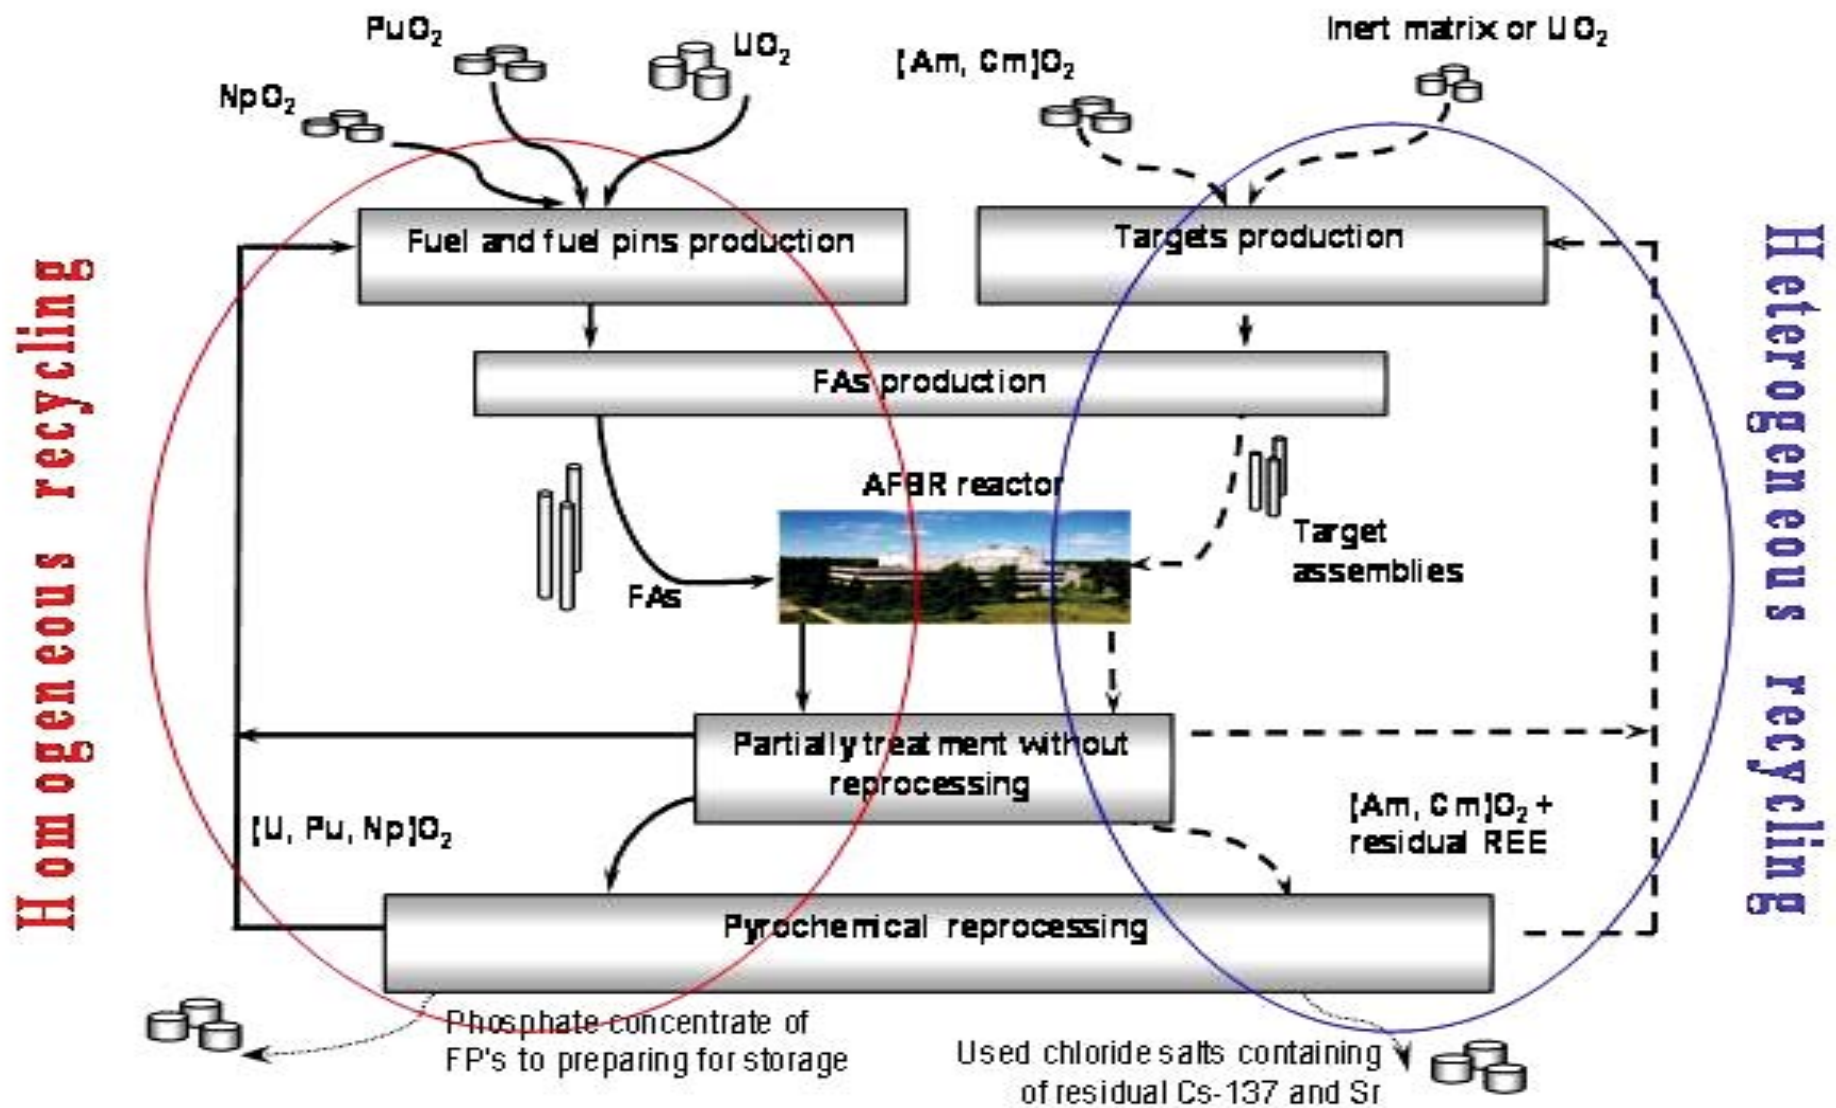 PuO₂
UO₂
NpO₂
(Am, Cm)O₂
Inert matrix or UO₂
Fuel and fuel pins production
Targets production
FAs production
AFBR reactor
FAs
Target
assemblies
Partially treatment without
reprocessing
(U, Pu, Np)O₂
(Am, Cm)O₂ +
residual REE
Pyrochemical reprocessing
Phosphate concentrate of
FP's to preparing for storage
Used chloride salts containing
of residual Cs-137 and Sr
Homogeneous recycling
Heterogeneous recycling